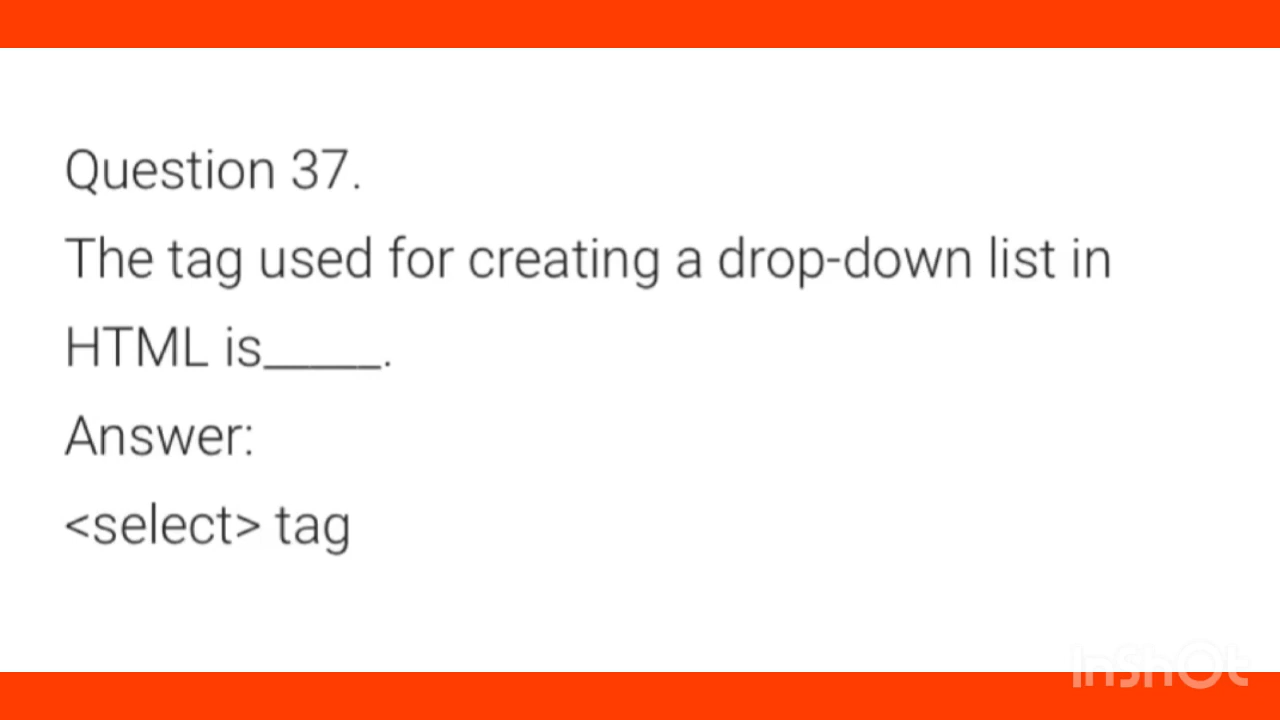 Question 37.
The tag used for creating a drop-down list in
HTML is_____.
Answer:
<select> tag
InShOt